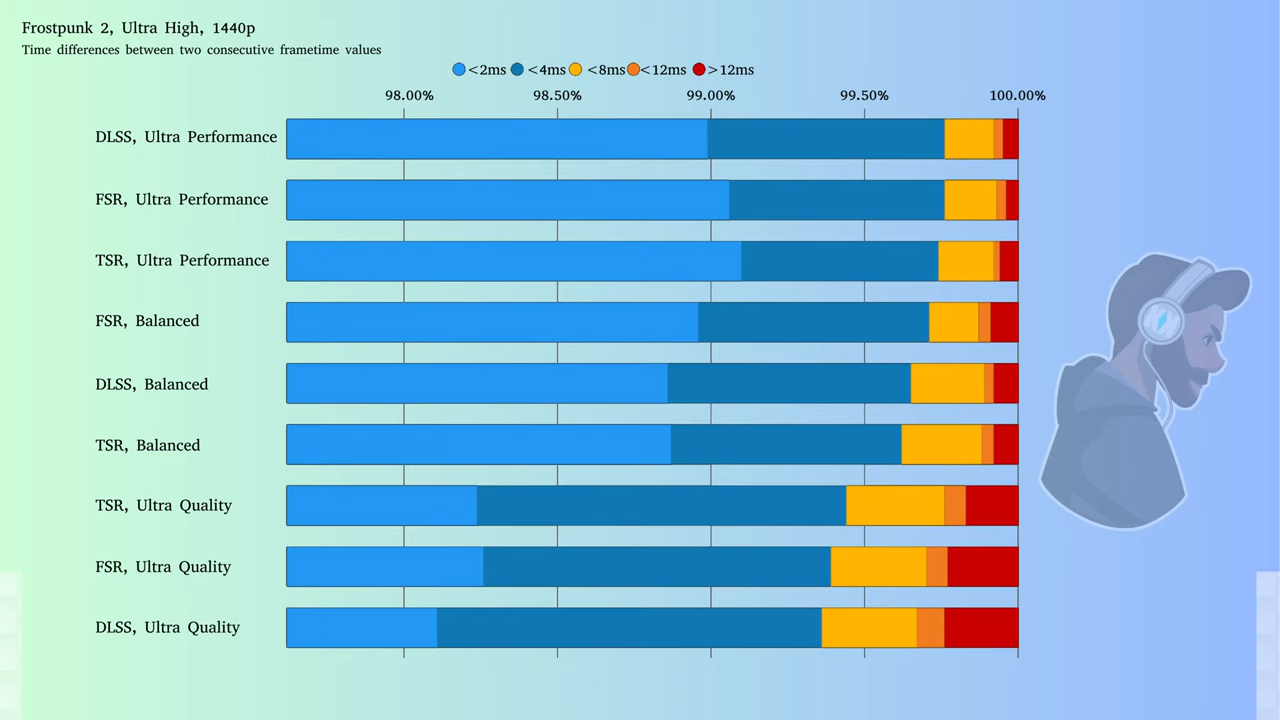 Frostpunk 2, Ultra High, 1440p
Time differences between two consecutive frametime values
<2ms <4ms <8ms <12ms >12ms
98.00% 98.50% 99.00% 99.50% 100.00%
DLSS, Ultra Performance
FSR, Ultra Performance
TSR, Ultra Performance
FSR, Balanced
DLSS, Balanced
TSR, Balanced
TSR, Ultra Quality
FSR, Ultra Quality
DLSS, Ultra Quality